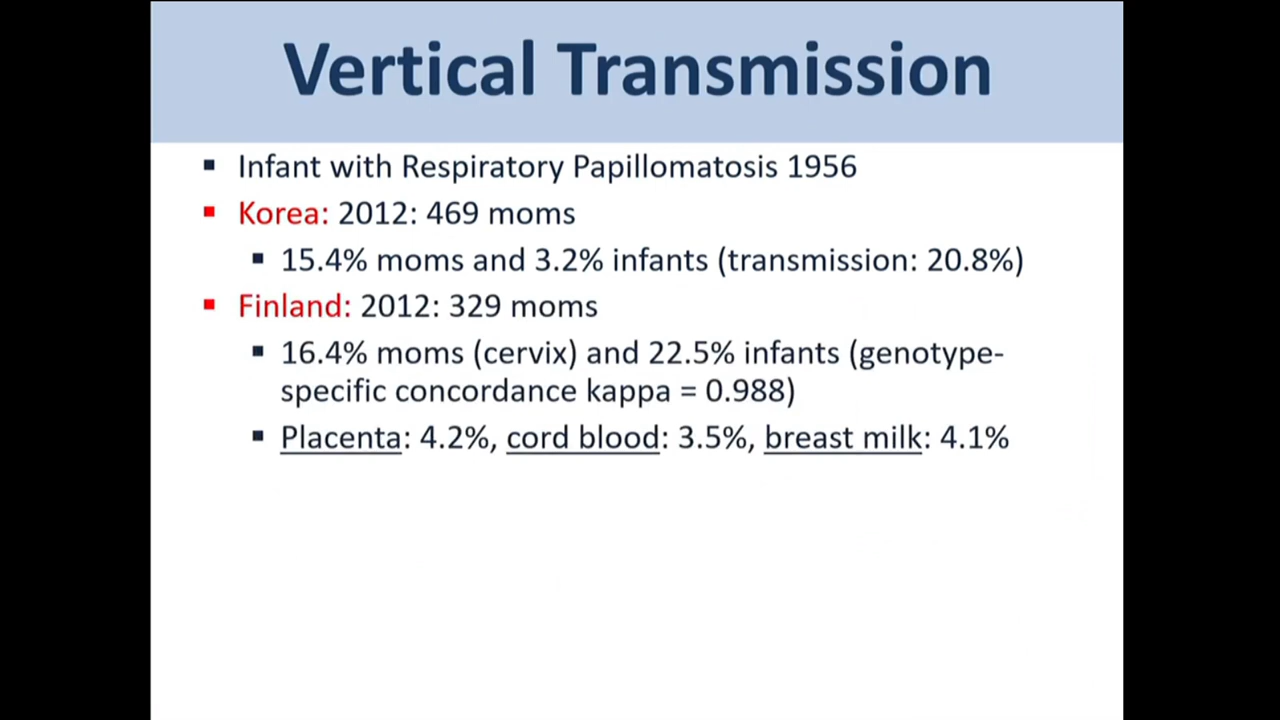 Vertical Transmission
▪ Infant with Respiratory Papillomatosis 1956
▪ Korea: 2012: 469 moms
▪ 15.4% moms and 3.2% infants (transmission: 20.8%)
▪ Finland: 2012: 329 moms
▪ 16.4% moms (cervix) and 22.5% infants (genotype-
specific concordance kappa = 0.988)
▪ Placenta: 4.2%, cord blood: 3.5%, breast milk: 4.1%